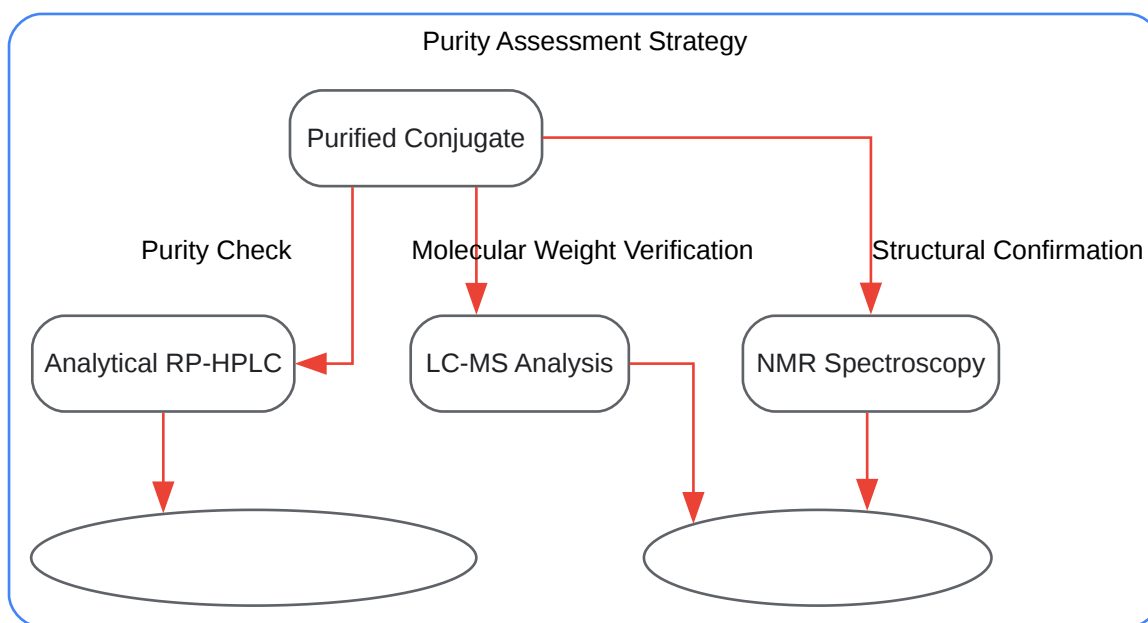 Purity Assessment Strategy
Purified Conjugate
Purity Check
Molecular Weight Verification
Structural Confirmation
Analytical RP-HPLC
LC-MS Analysis
NMR Spectroscopy